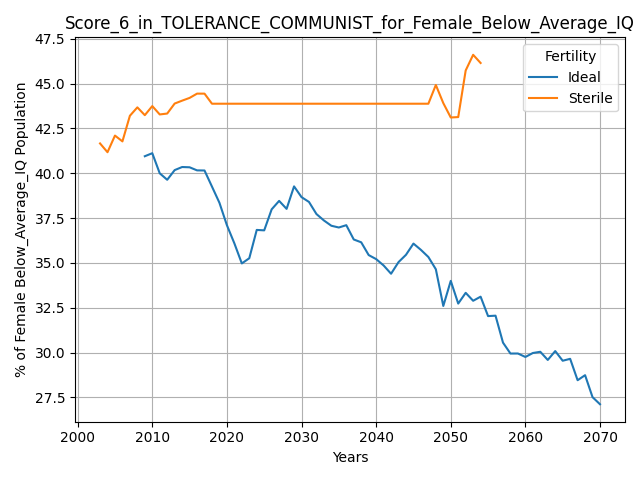 Score_6_in_TOLERANCE_COMMUNIST_for_Female_Below_Average_IQ
47.5
45.0
42.5
40.0
37.5
35.0
32.5
30.0
27.5
% of Female Below_Average_IQ Population
Fertility
Ideal
Sterile
2000 2010 2020 2030 2040 2050 2060 2070
Years